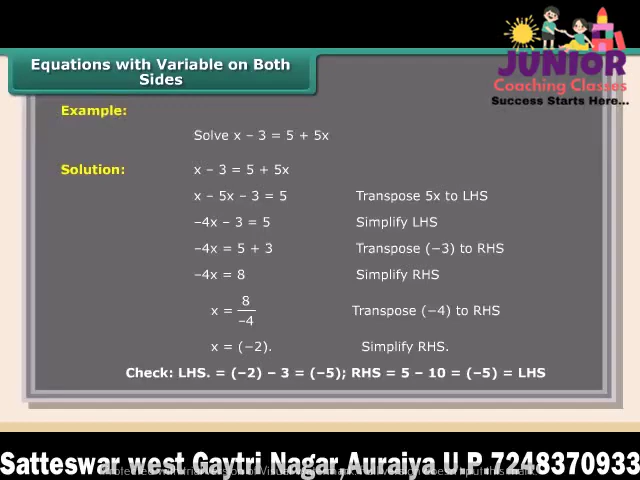 Equations with Variable on Both
Sides
JUNIOR
Coaching Classes
Success Starts Here...
Example:
Solve x – 3 = 5 + 5x
Solution: x – 3 = 5 + 5x
x – 5x – 3 = 5 Transpose 5x to LHS
–4x – 3 = 5 Simplify LHS
–4x = 5 + 3 Transpose (−3) to RHS
–4x = 8 Simplify RHS
x = 8/–4 Transpose (−4) to RHS
x = (−2). Simplify RHS.
Check: LHS. = (−2) – 3 = (−5); RHS = 5 – 10 = (−5) = LHS
Satteswar west Gaytri Nagar,Auraiya U.P.7248370933